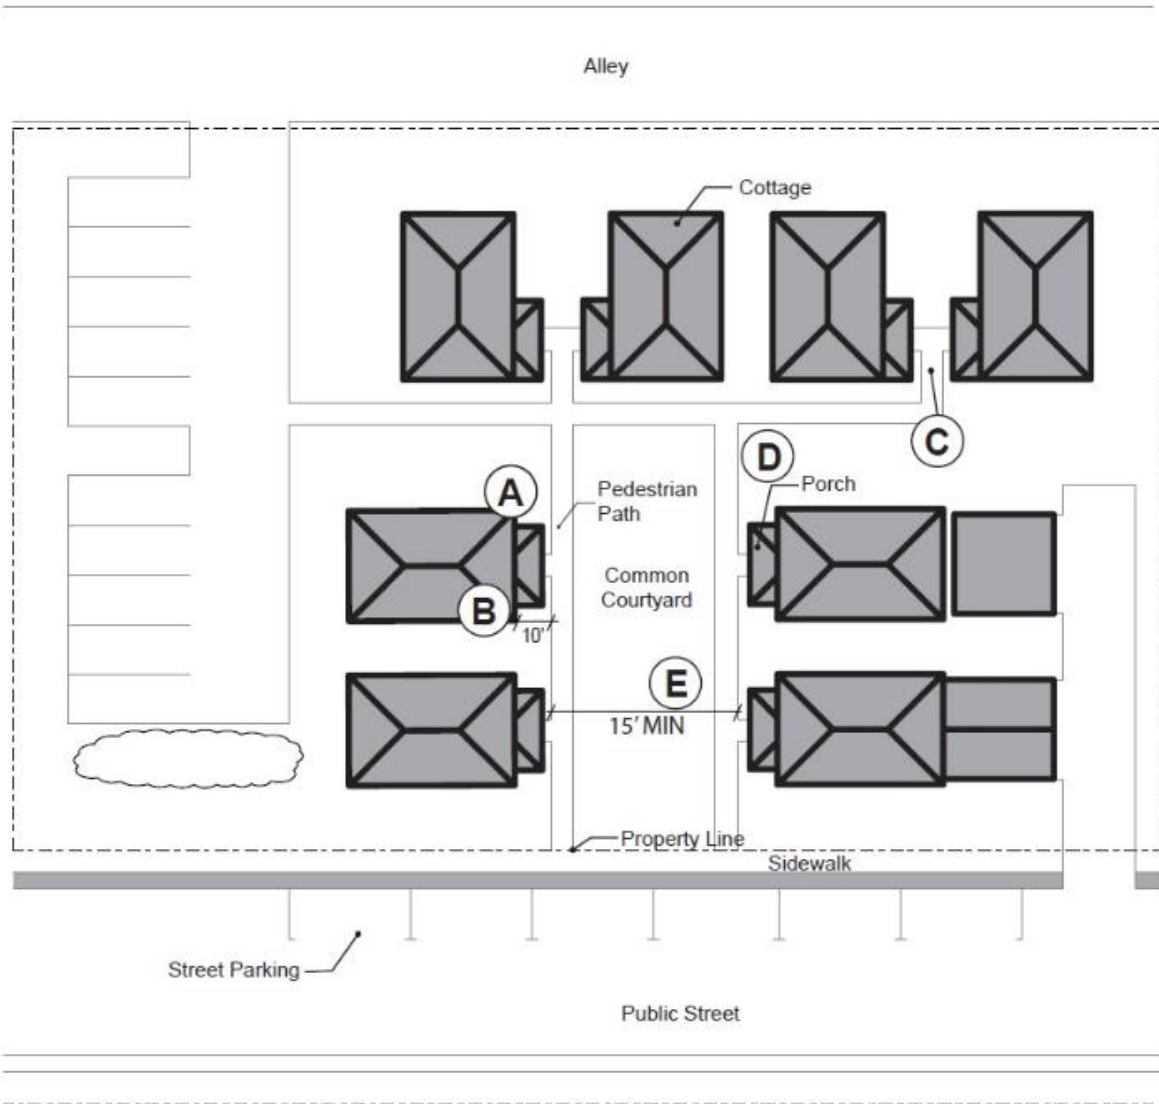 Alley
Cottage
C
D
A
Porch
Pedestrian
Path
Common
Courtyard
B
10'
E
15' MIN
Property Line
Sidewalk
Street Parking
Public Street